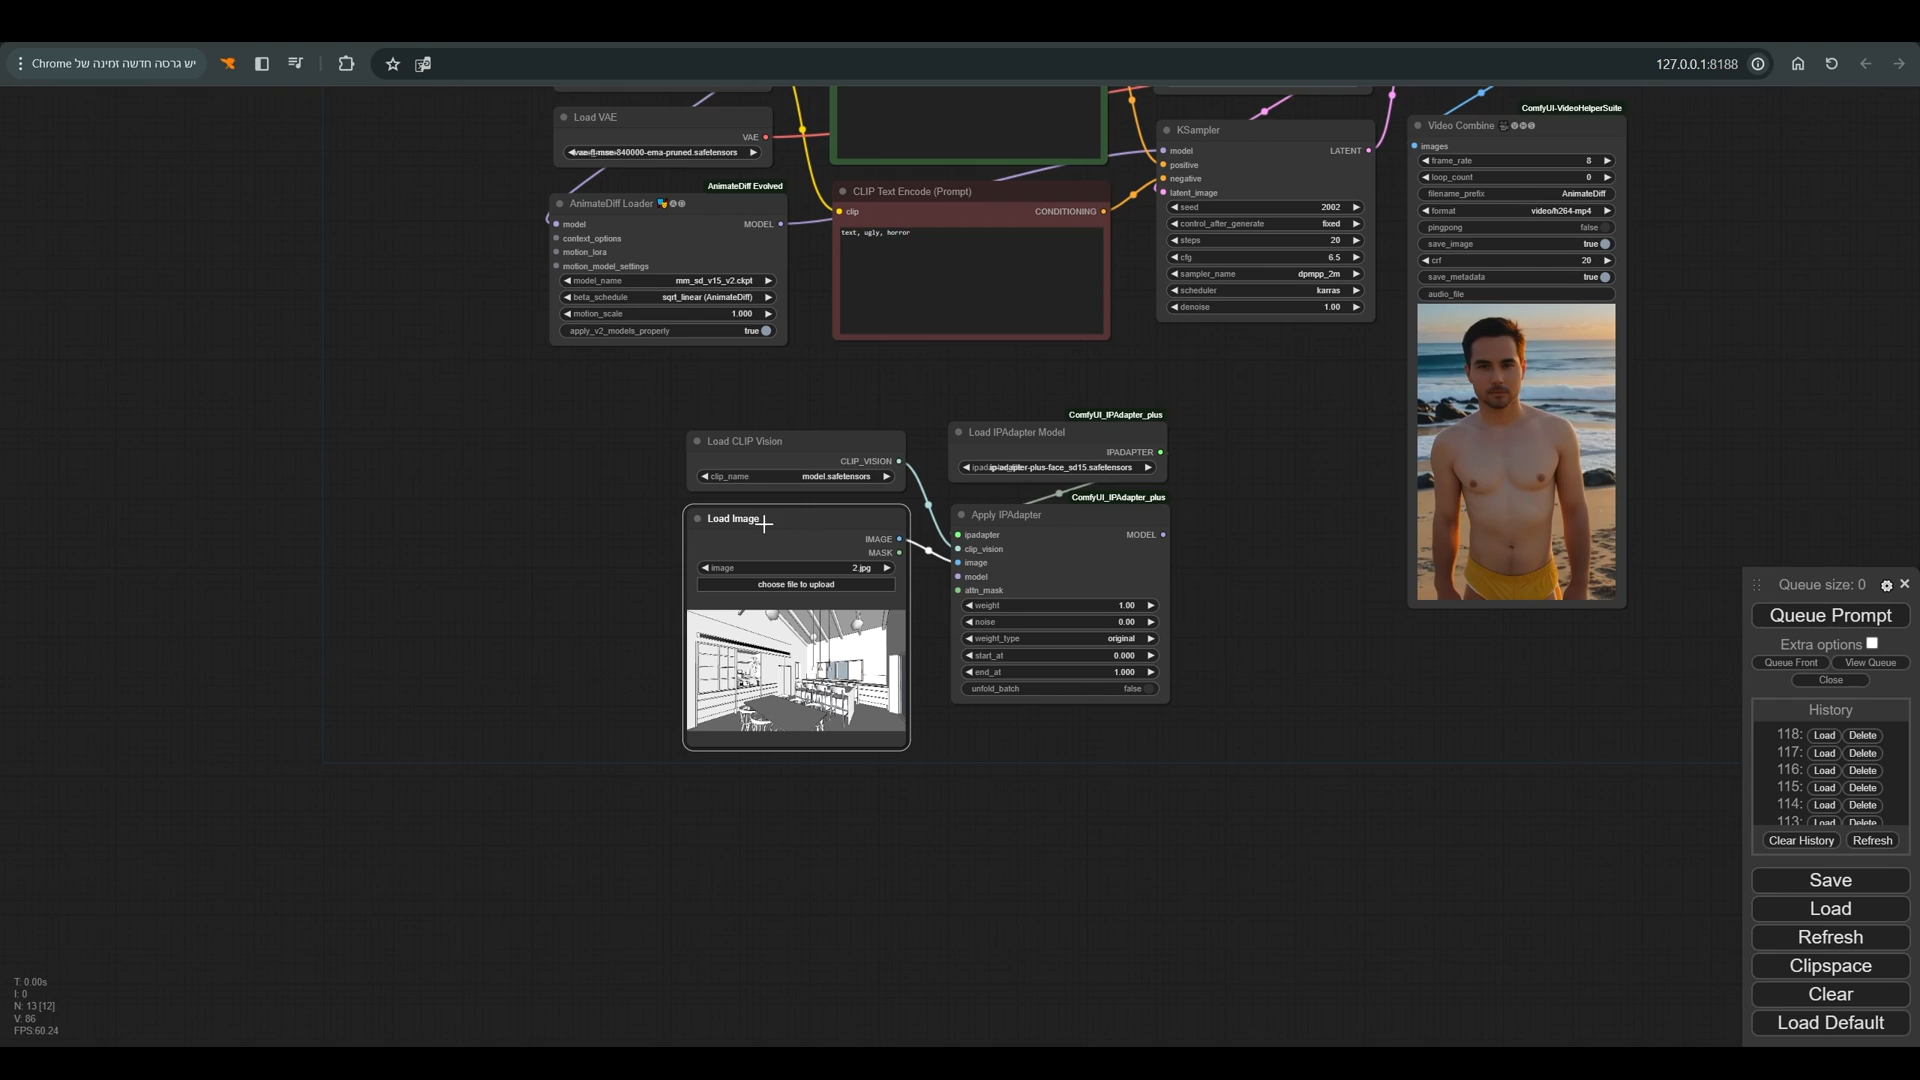 יש גרסה חדשה זמינה של Chrome
127.0.0.1:8188
Load VAE
VAE
vae-ft-mse-840000-ema-pruned.safetensors
AnimateDiff Evolved
AnimateDiff Loader
model
MODEL
context_options
motion_lora
motion_model_settings
model_name mm_sd_v15_v2.ckpt
beta_schedule sqrt_linear (AnimateDiff)
motion_scale 1.000
apply_v2_models_properly true
CLIP Text Encode (Prompt)
clip CONDITIONING
text, ugly, horror
KSampler
model LATENT
positive
negative
latent_image
seed 2002
control_after_generate fixed
steps 20
cfg 6.5
sampler_name dpmpp_2m
scheduler karras
denoise 1.00
ComfyUI-VideoHelperSuite
Video Combine
images
frame_rate 8
loop_count 0
filename_prefix AnimateDiff
format video/h264-mp4
pingpong false
save_image true
crf 20
save_metadata true
audio_file
Load CLIP Vision
CLIP_VISION
clip_name model.safetensors
ComfyUI_IPAdapter_plus
Load IPAdapter Model
IPADAPTER
ip-adapter-plus-face_sd15.safetensors
Load Image
IMAGE
MASK
image 2.jpg
choose file to upload
ComfyUI_IPAdapter_plus
Apply IPAdapter
ipadapter MODEL
clip_vision
image
model
attn_mask
weight 1.00
noise 0.00
weight_type original
start_at 0.000
end_at 1.000
unfold_batch false
Queue size: 0
Queue Prompt
Extra options
Queue Front View Queue
Close
History
118: Load Delete
117: Load Delete
116: Load Delete
115: Load Delete
114: Load Delete
113: Load Delete
Clear History Refresh
Save
Load
Refresh
Clipspace
Clear
Load Default
T: 0.00s
I: 0
N: 13 [12]
V: 86
FPS:60.24